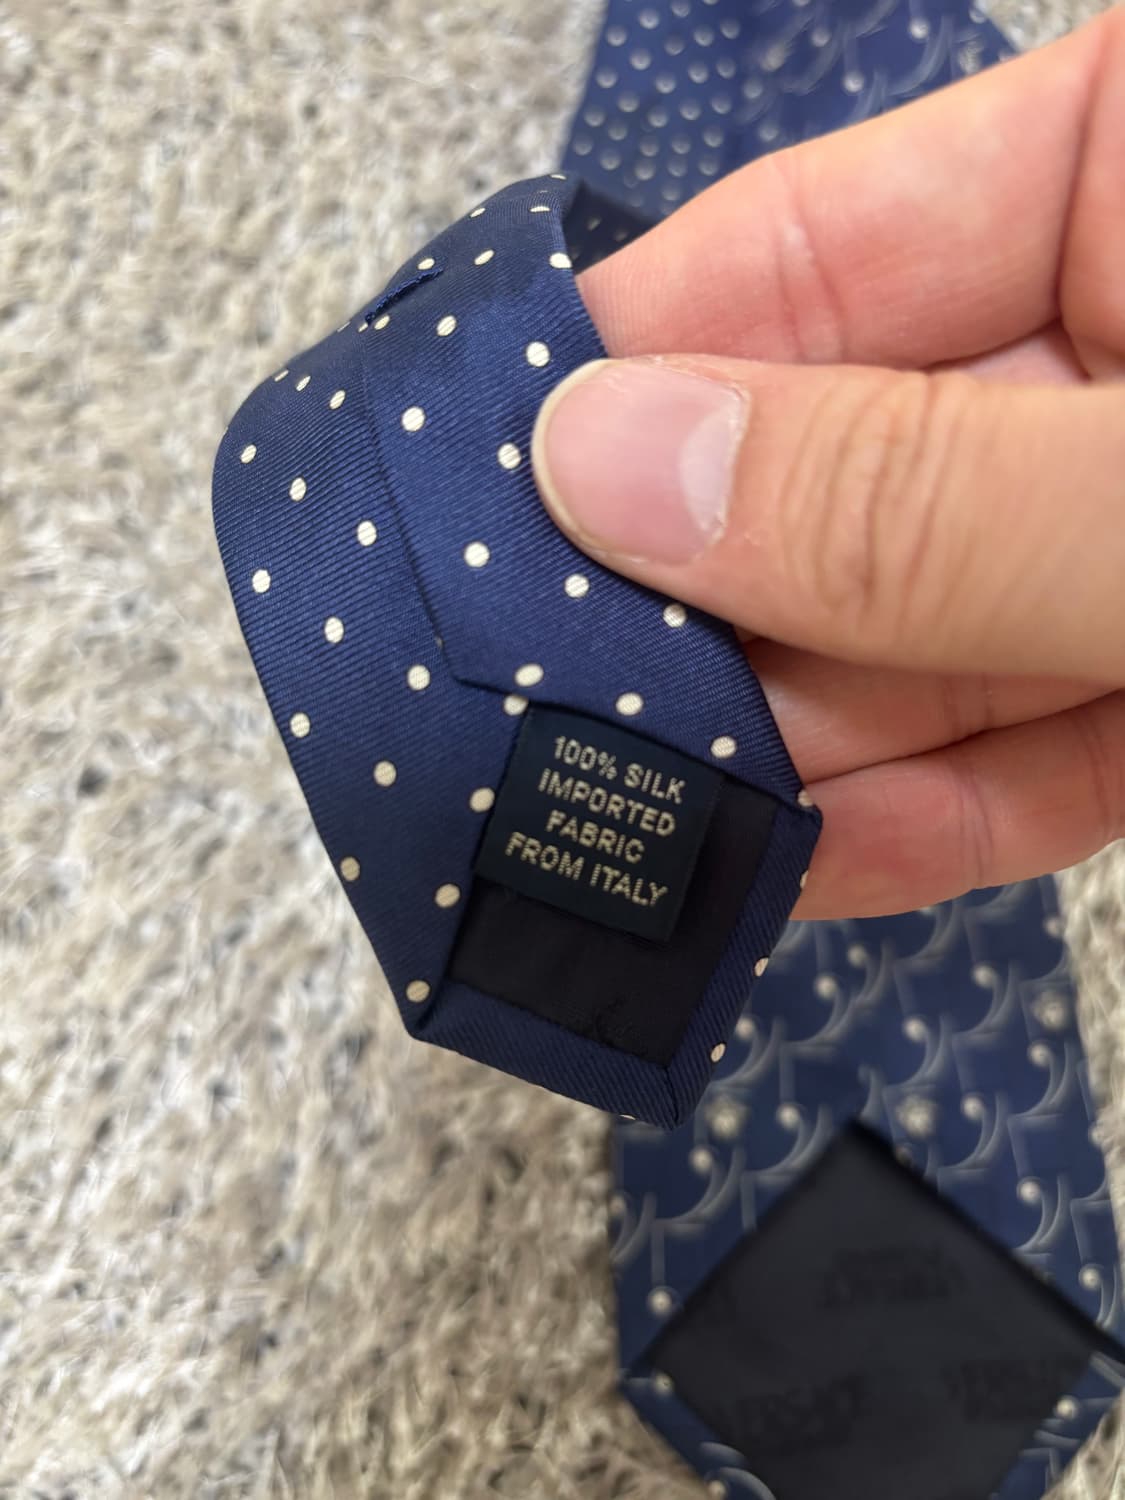 100% SILK
IMPORTED
FABRIC
FROM ITALY